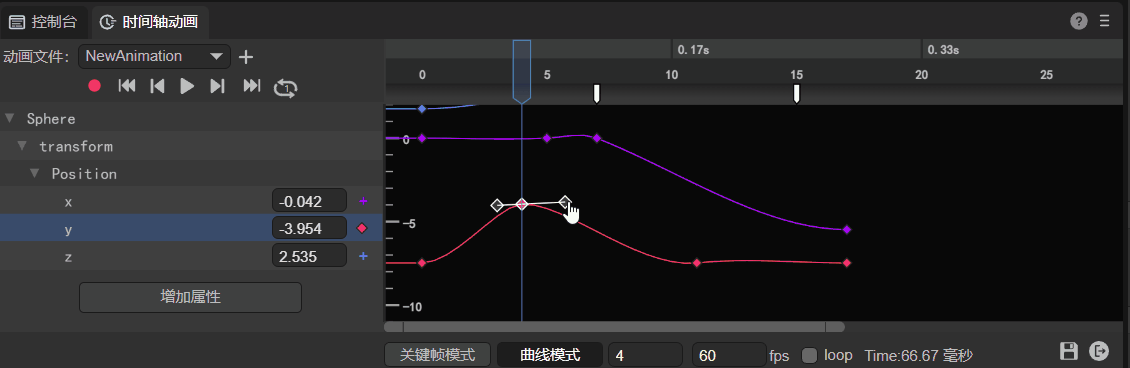 控制台 时间轴动画 ?
动画文件: NewAnimation
0.17s 0.33s
0 5 10 15 20 25
1
Sphere
transform
Position
x -0.042
y -3.954
z 2.535
增加属性
0
-5
-10
关键帧模式 曲线模式 4 60 fps loop Time:66.67 毫秒